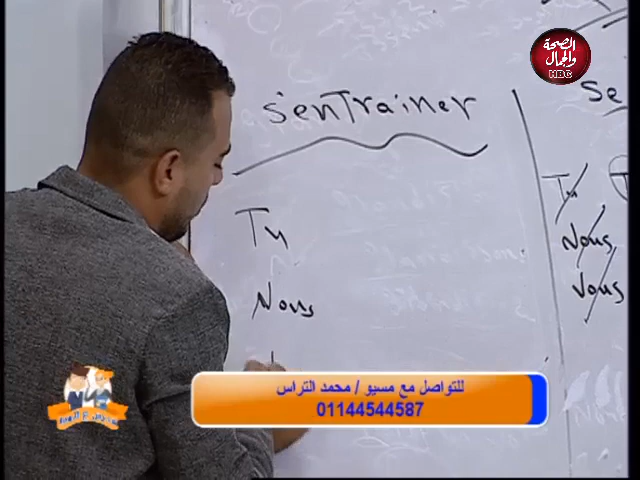 الصحة
والجمال
HBC
S'enTrainer
Se
Tu
Nous
Tu
Nous
Vous
للتواصل مع مسيو / محمد التراس
01144544587